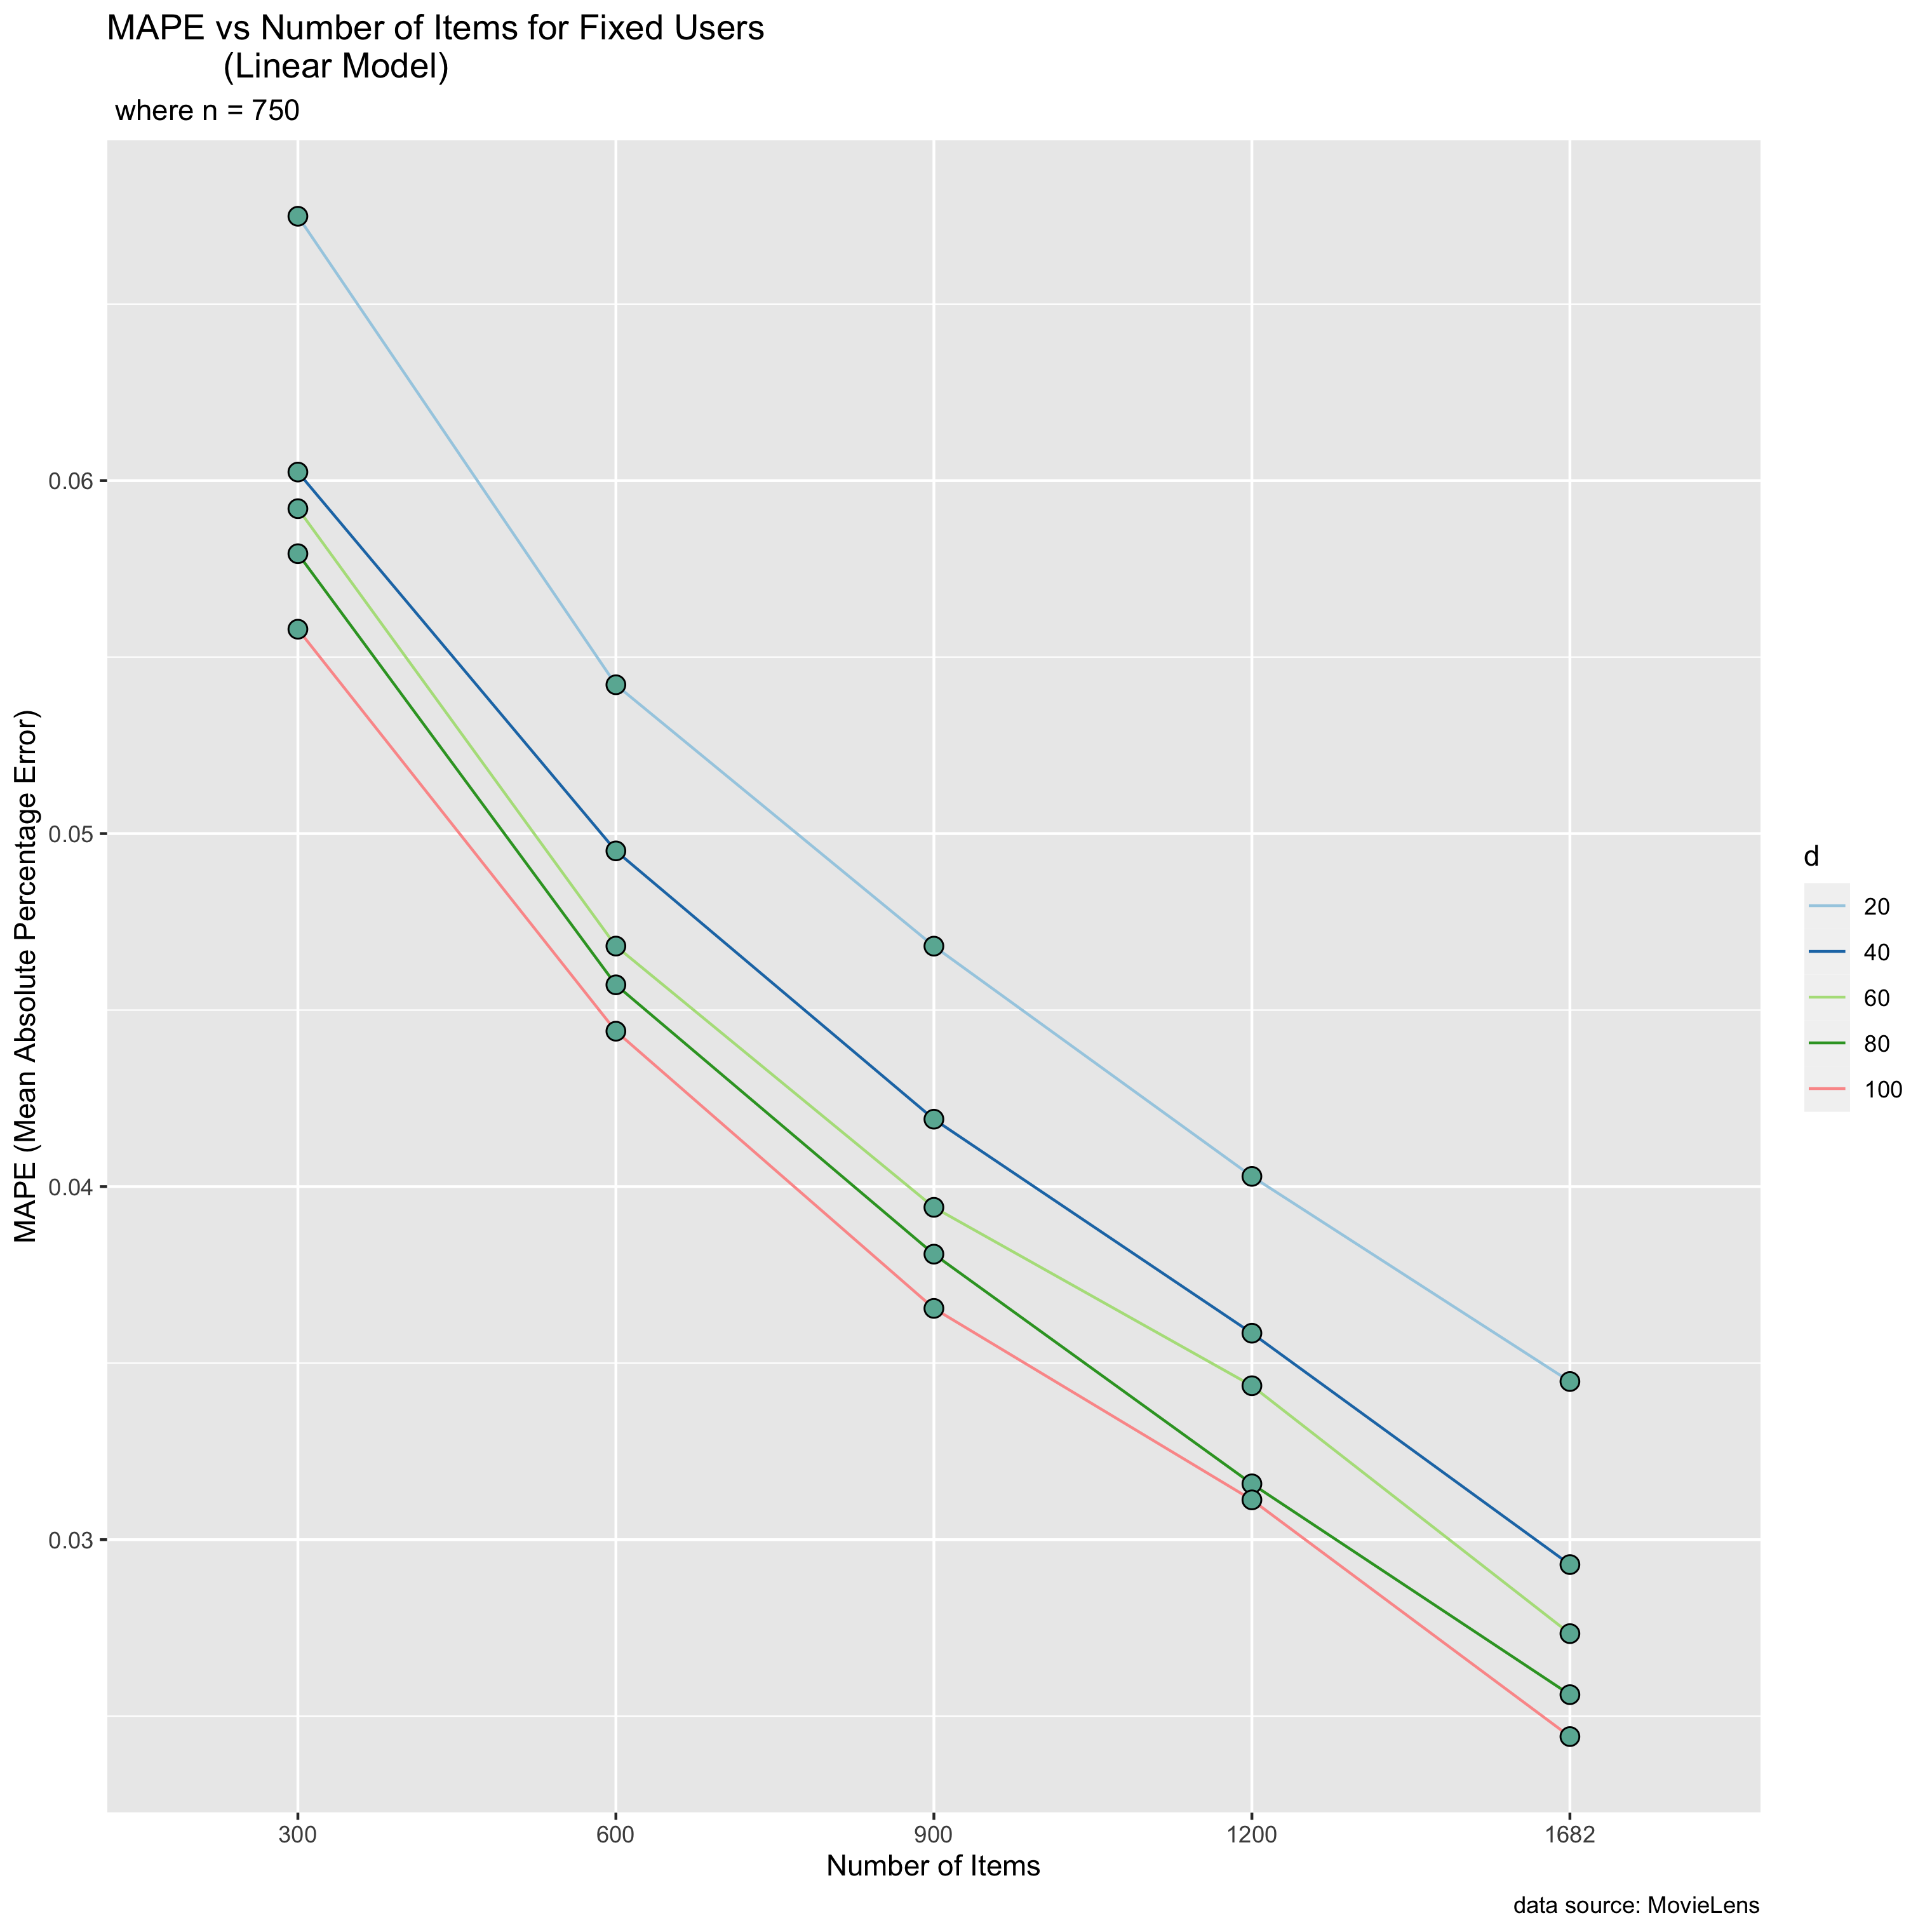 MAPE vs Number of Items for Fixed Users
(Linear Model)
where n = 750
MAPE (Mean Absolute Percentage Error)
0.06
0.05
0.04
0.03
300 600 900 1200 1682
Number of Items
d
20
40
60
80
100
data source: MovieLens